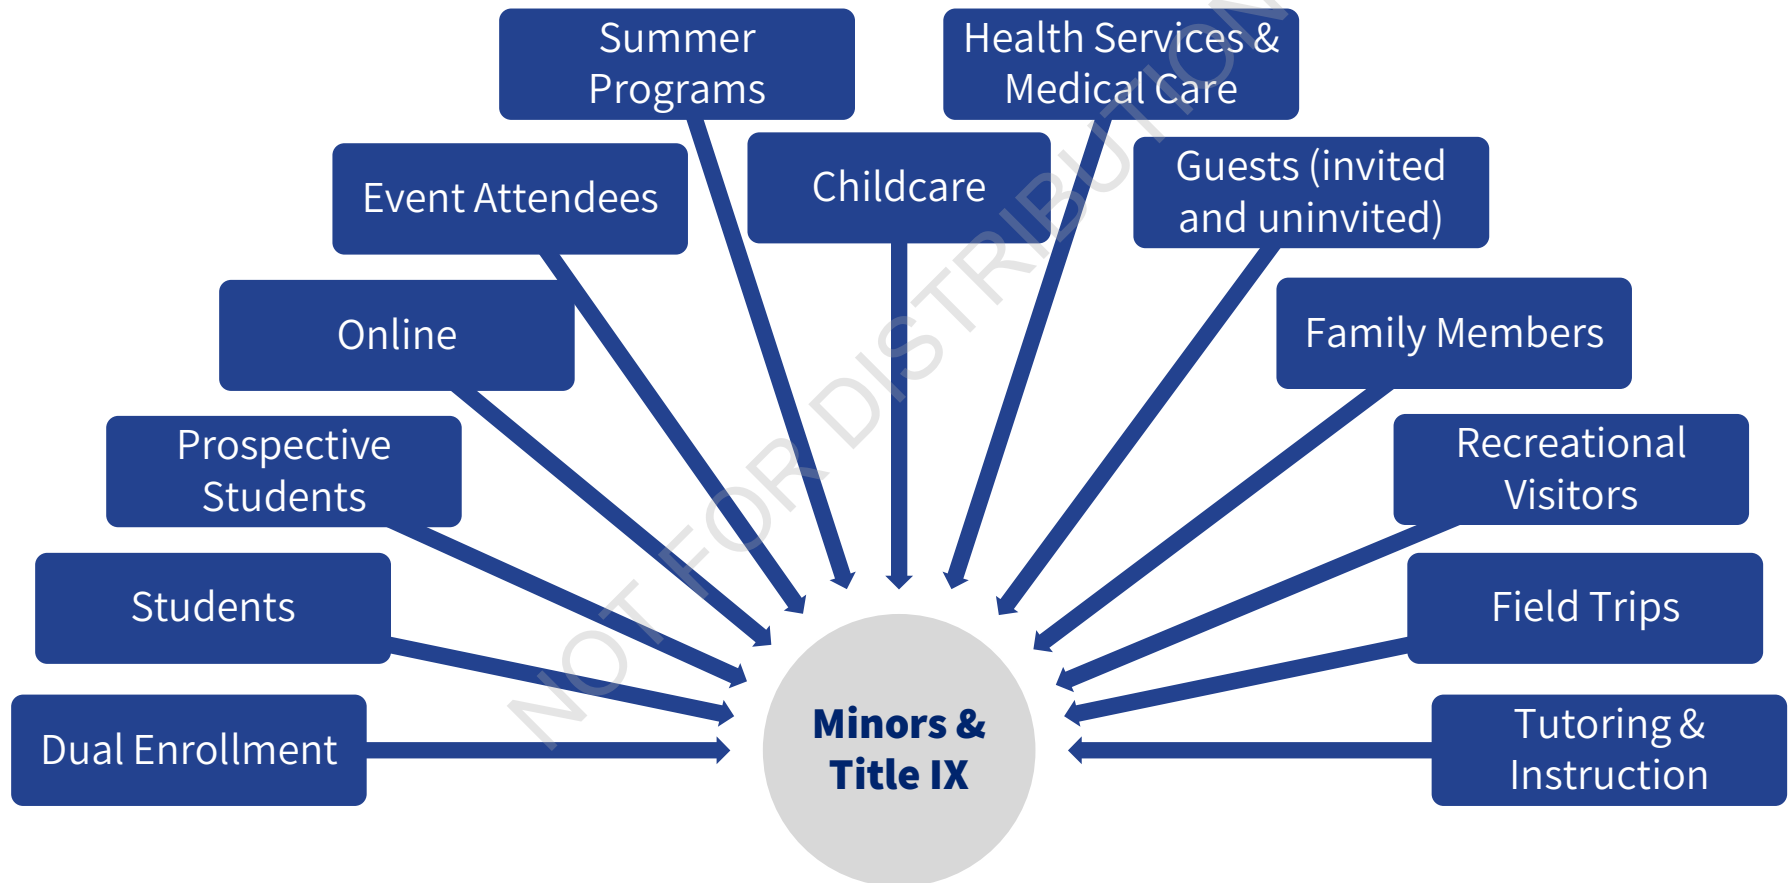 Summer
Programs
Health Services &
Medical Care
Event Attendees
Childcare
Guests (invited
and uninvited)
Online
Family Members
Prospective
Students
Recreational
Visitors
Students
Field Trips
Dual Enrollment
Minors &
Title IX
Tutoring &
Instruction
NOT FOR DISTRIBUTION